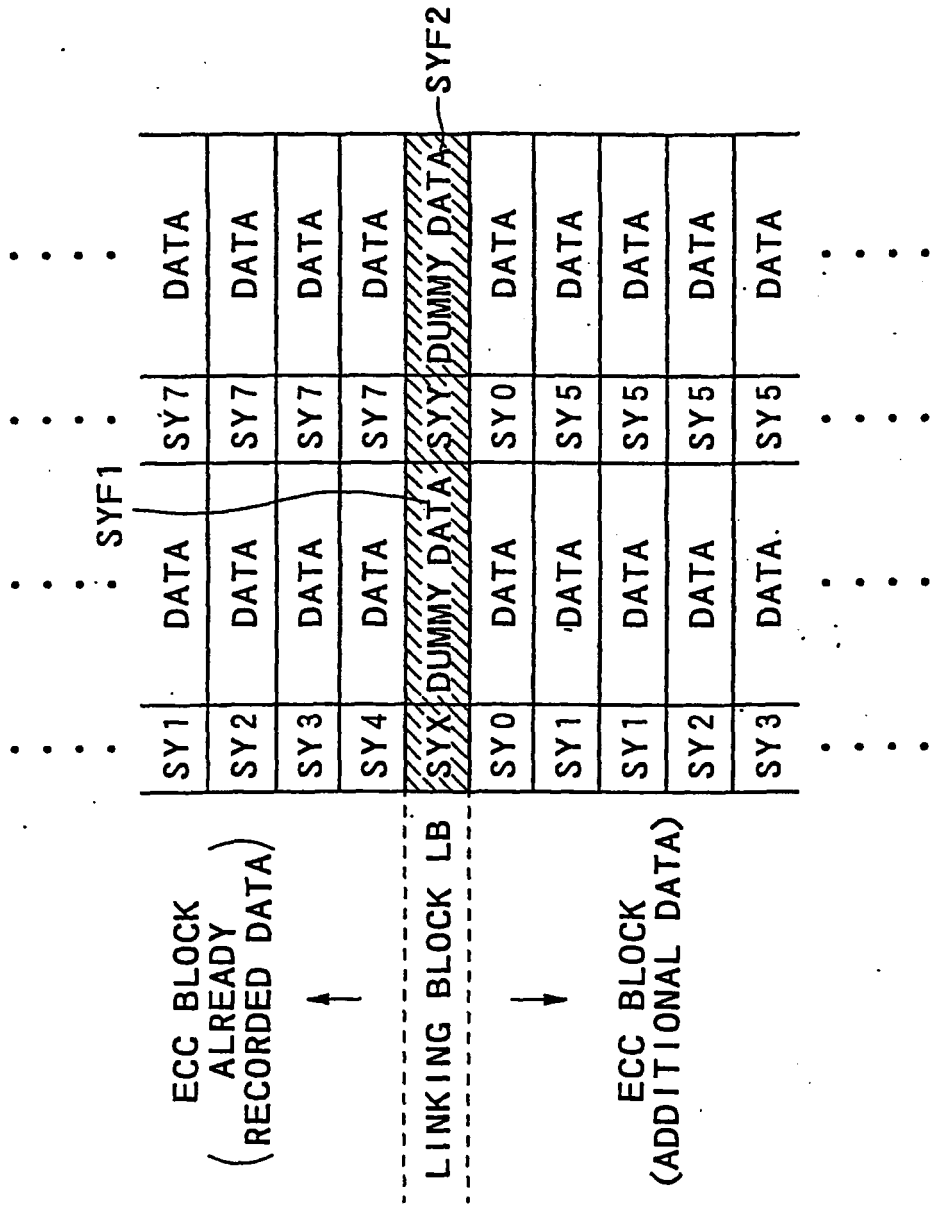 SYF1
SYF2
SY1 DATA SY7 DATA
SY2 DATA SY7 DATA
SY3 DATA SY7 DATA
SY4 DATA SY7 DATA
SYX DUMMY DATA SYY DUMMY DATA
SY0 DATA SY0 DATA
SY1 DATA SY5 DATA
SY1 DATA SY5 DATA
SY2 DATA SY5 DATA
SY3 DATA SY5 DATA
ECC BLOCK
(ALREADY
RECORDED DATA)
LINKING BLOCK LB
ECC BLOCK
(ADDITIONAL DATA)